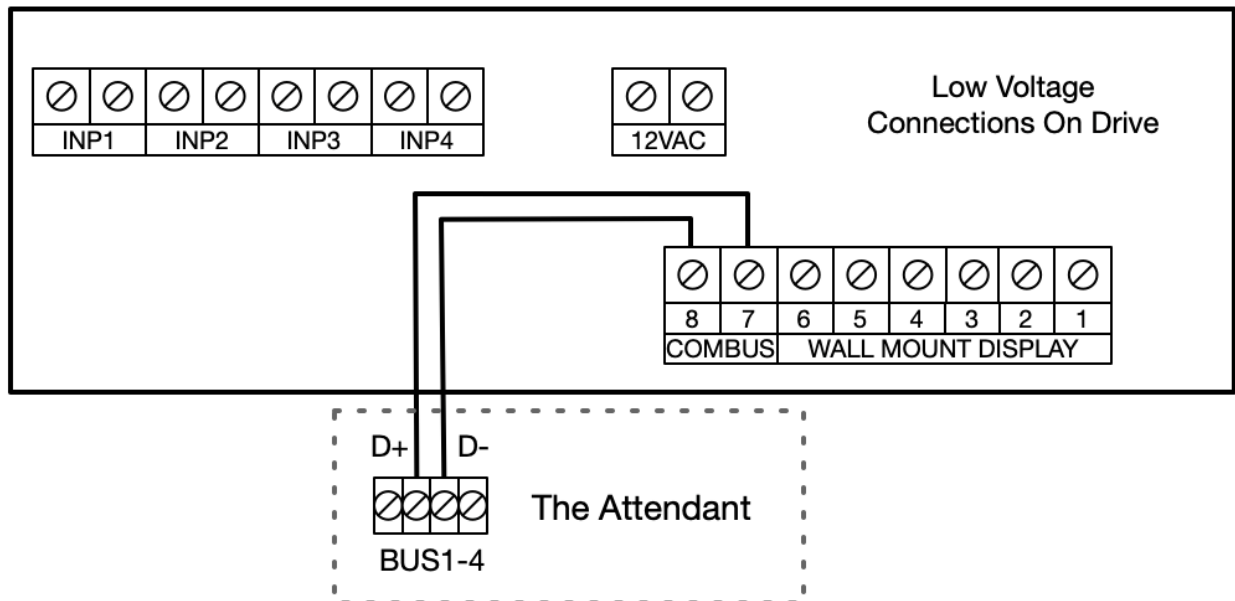 Low Voltage
Connections On Drive
INP1 INP2 INP3 INP4
12VAC
8 7 6 5 4 3 2 1
COMBUS WALL MOUNT DISPLAY
D+ D-
The Attendant
BUS1-4